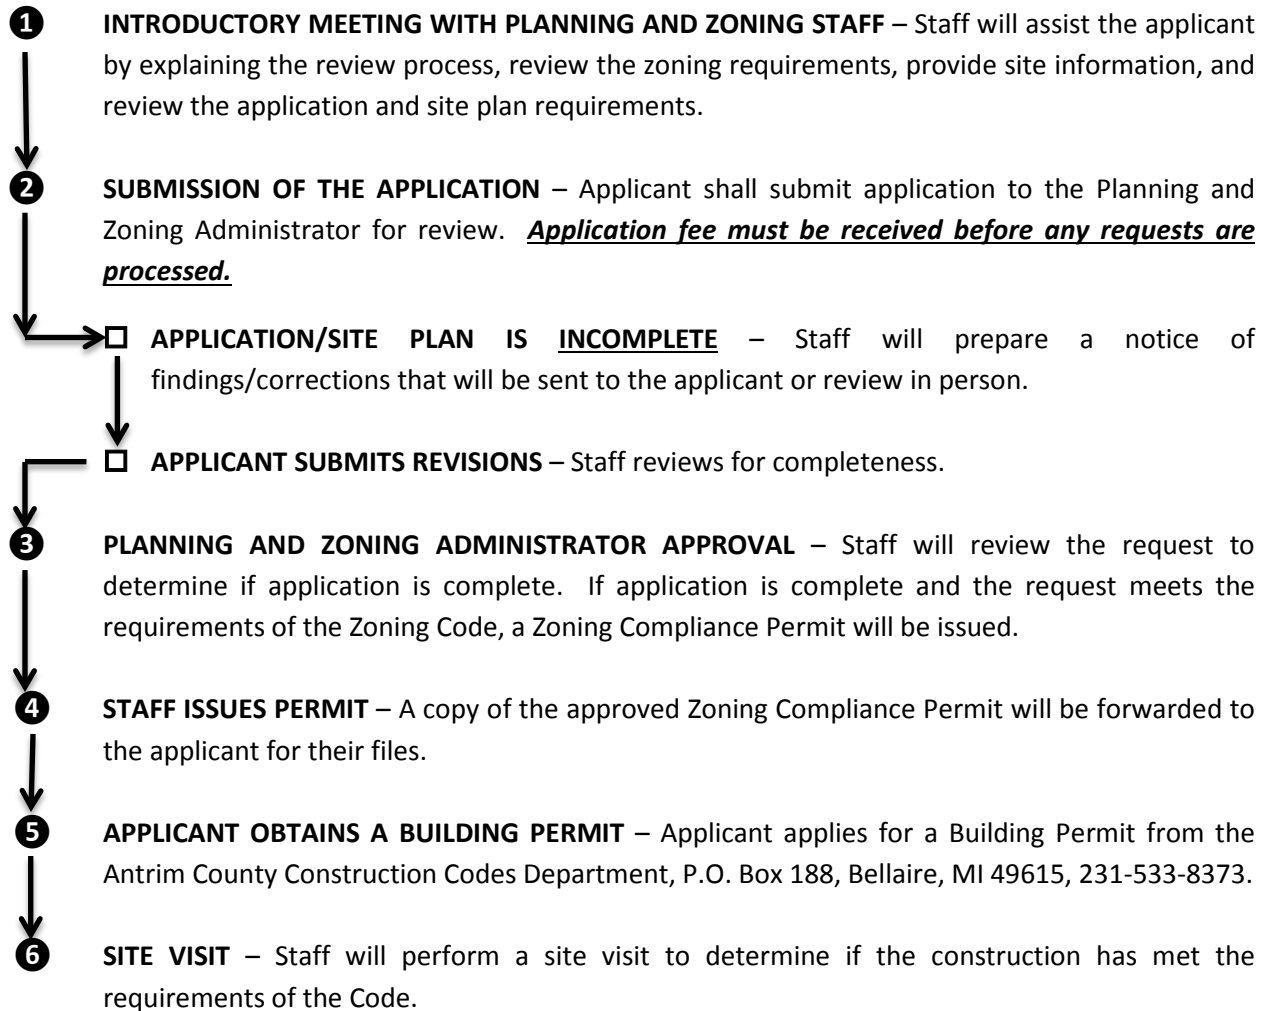 ❶ INTRODUCTORY MEETING WITH PLANNING AND ZONING STAFF – Staff will assist the applicant
by explaining the review process, review the zoning requirements, provide site information, and
review the application and site plan requirements.
❷ SUBMISSION OF THE APPLICATION – Applicant shall submit application to the Planning and
Zoning Administrator for review. Application fee must be received before any requests are
processed.
☐ APPLICATION/SITE PLAN IS INCOMPLETE – Staff will prepare a notice of
findings/corrections that will be sent to the applicant or review in person.
☐ APPLICANT SUBMITS REVISIONS – Staff reviews for completeness.
❸ PLANNING AND ZONING ADMINISTRATOR APPROVAL – Staff will review the request to
determine if application is complete. If application is complete and the request meets the
requirements of the Zoning Code, a Zoning Compliance Permit will be issued.
❹ STAFF ISSUES PERMIT – A copy of the approved Zoning Compliance Permit will be forwarded to
the applicant for their files.
❺ APPLICANT OBTAINS A BUILDING PERMIT – Applicant applies for a Building Permit from the
Antrim County Construction Codes Department, P.O. Box 188, Bellaire, MI 49615, 231-533-8373.
❻ SITE VISIT – Staff will perform a site visit to determine if the construction has met the
requirements of the Code.